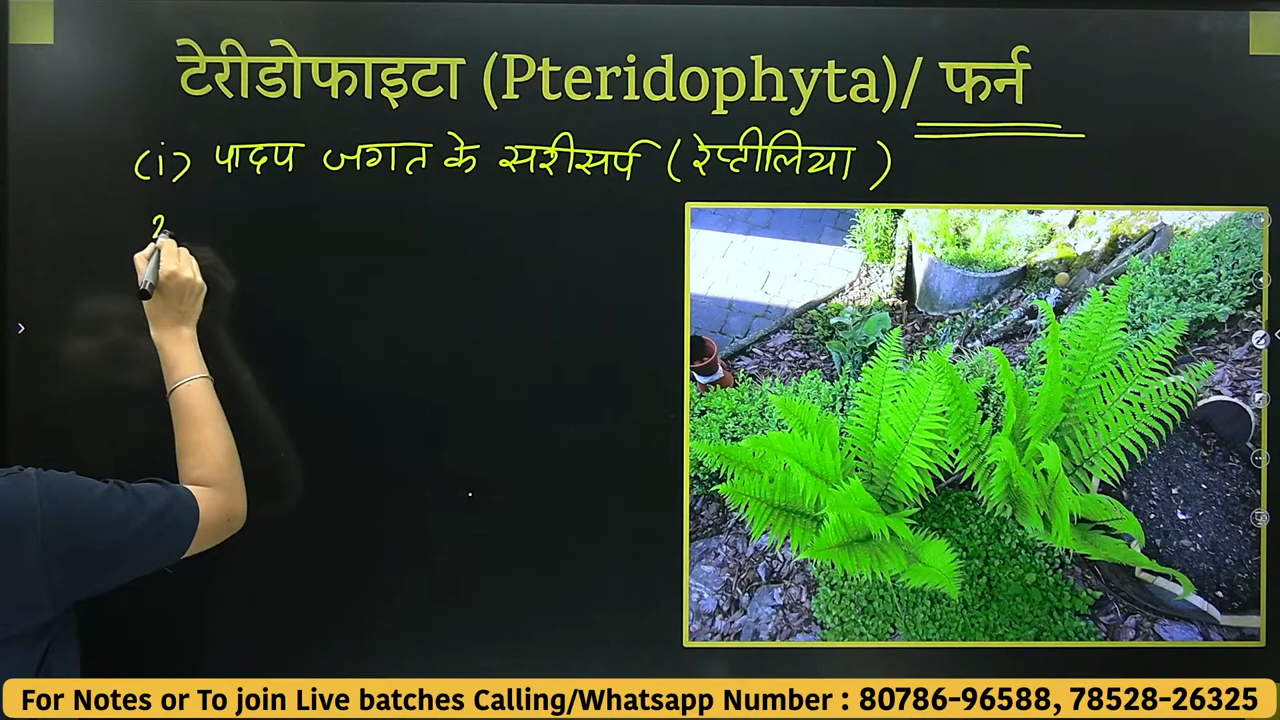 टेरीडोफाइटा (Pteridophyta)/ फर्न
(i) पादप जगत के सरीसर्प (रेप्टीलिया)
For Notes or To join Live batches Calling/Whatsapp Number : 80786-96588, 78528-26325